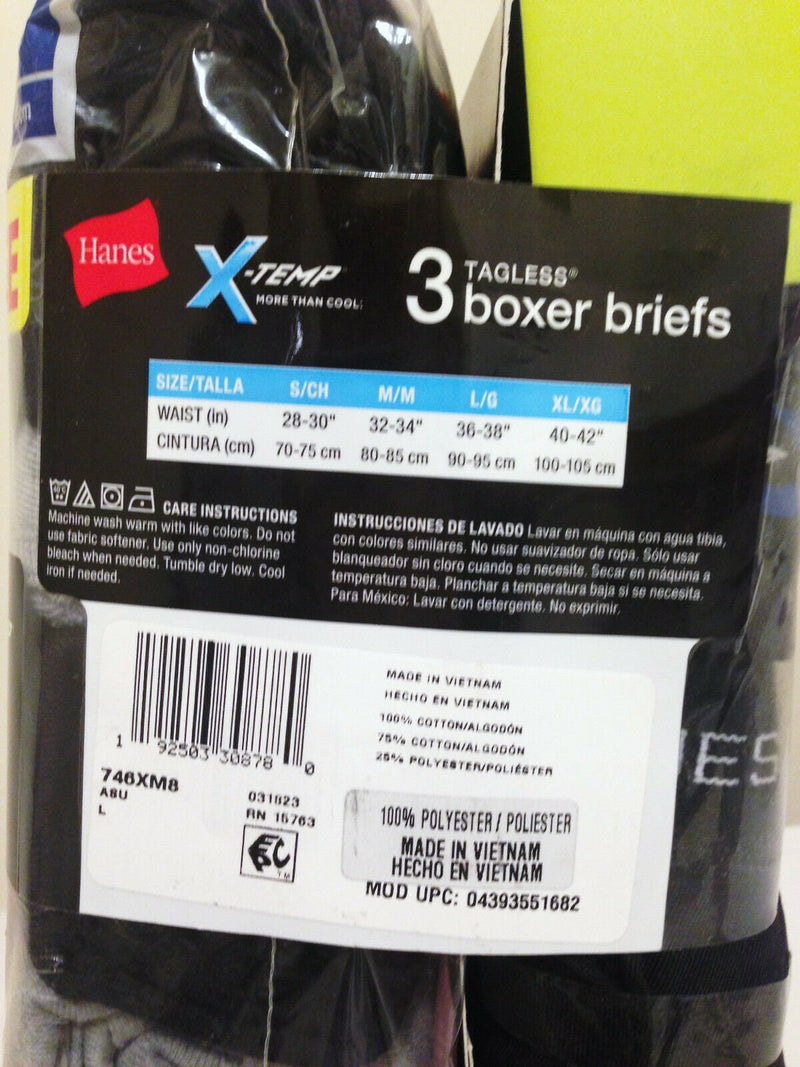 Hanes
X-TEMP™
MORE THAN COOL.
3 TAGLESS®
boxer briefs
SIZE/TALLA S/CH M/M L/G XL/XG
WAIST (in) 28-30" 32-34" 36-38" 40-42"
CINTURA (cm) 70-75 cm 80-85 cm 90-95 cm 100-105 cm
CARE INSTRUCTIONS
Machine wash warm with like colors. Do not
use fabric softener. Use only non-chlorine
bleach when needed. Tumble dry low. Cool
iron if needed.
INSTRUCCIONES DE LAVADO Lavar en máquina con agua tibia,
con colores similares. No usar suavizador de ropa. Sólo usar
blanqueador sin cloro cuando se necesite. Secar en máquina a
temperatura baja. Planchar a temperatura baja si se necesita.
Para México: Lavar con detergente. No exprimir.
1 92503 30878 0
746XM8
ABU
L
031823
RN 15763
TM
MADE IN VIETNAM
HECHO EN VIETNAM
100% COTTON/ALGODÓN
75% COTTON/ALGODÓN
25% POLYESTER/POLIÉSTER
100% POLYESTER / POLIESTER
MADE IN VIETNAM
HECHO EN VIETNAM
MOD UPC: 04393551682
ES
E